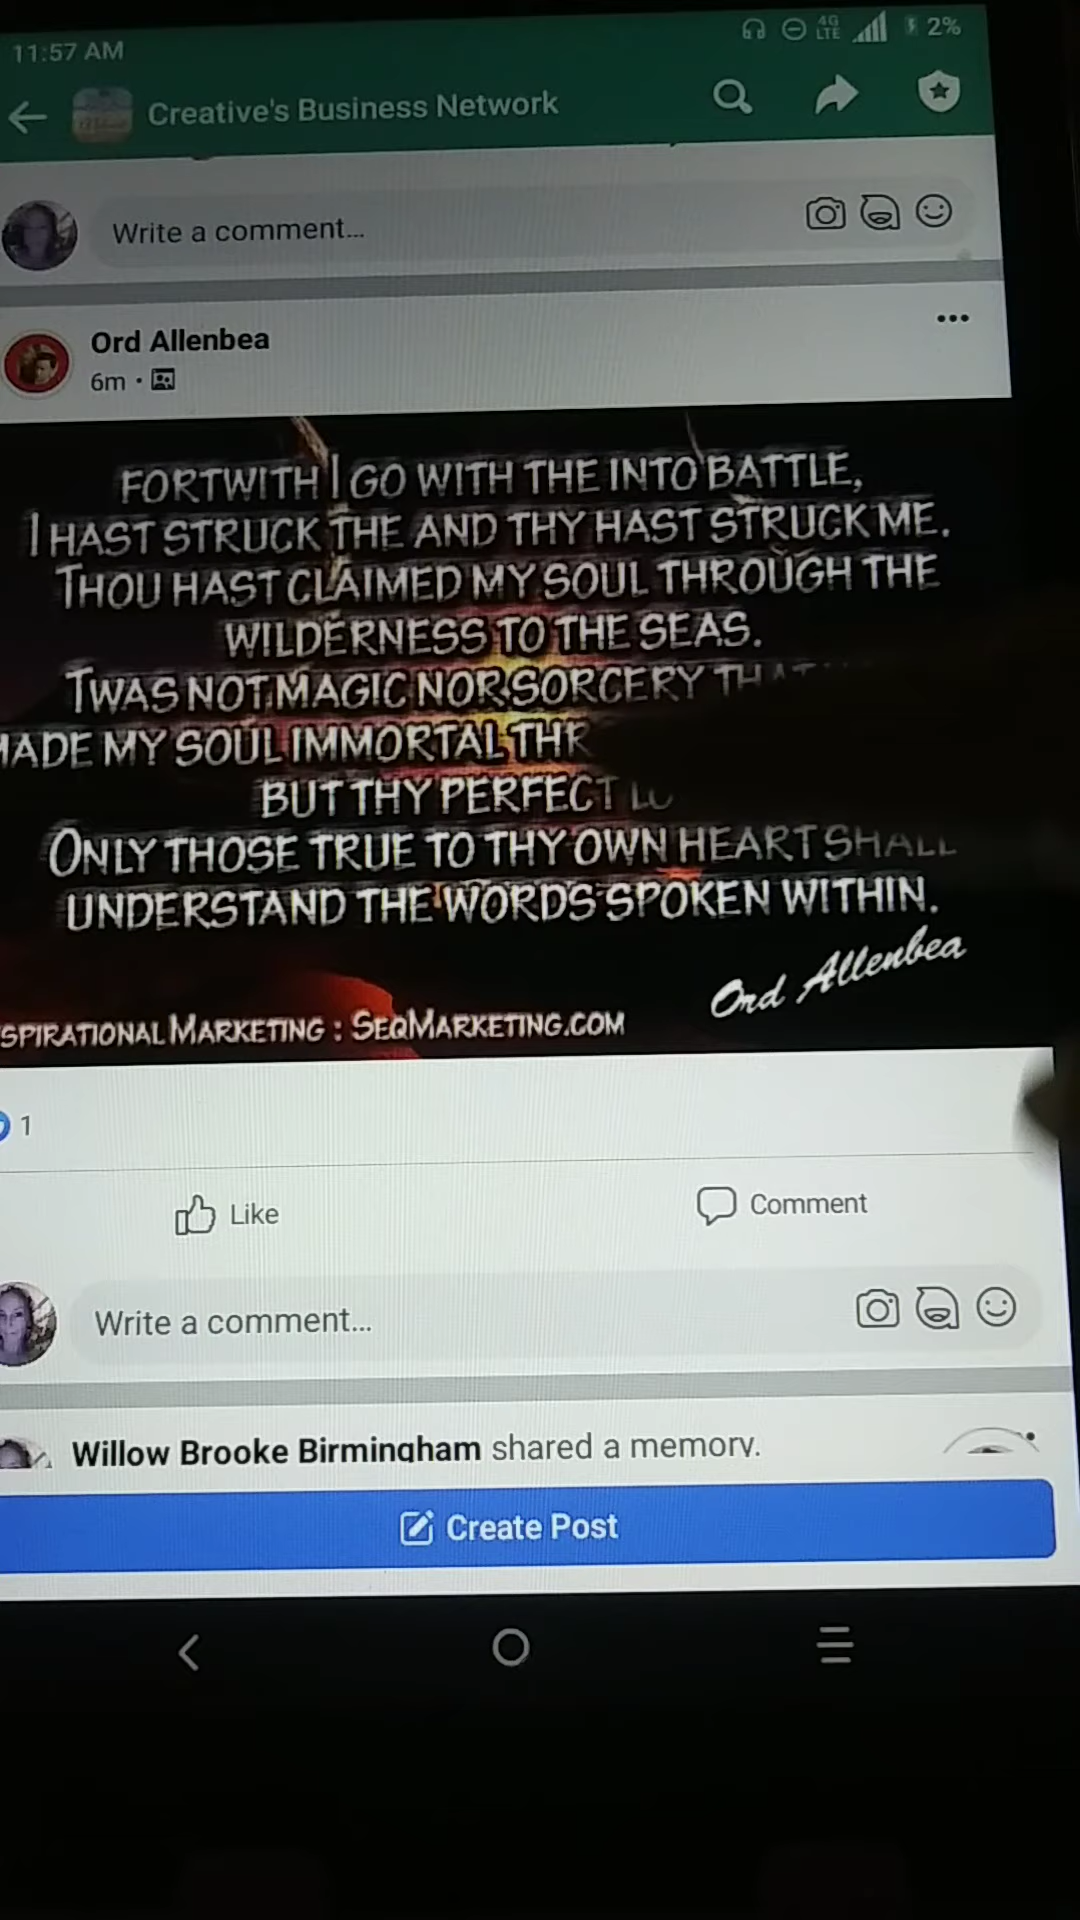 11:57 AM
4G LTE 2%
Creative's Business Network
Write a comment...
Ord Allenbea
6m
FORTWITH I GO WITH THE INTO BATTLE,
I HAST STRUCK THE AND THY HAST STRUCK ME.
THOU HAST CLAIMED MY SOUL THROUGH THE
WILDERNESS TO THE SEAS.
TWAS NOT MAGIC NOR SORCERY THAT
MADE MY SOUL IMMORTAL
BUT THY PERFECT
ONLY THOSE TRUE TO THY OWN HEART SHALL
UNDERSTAND THE WORDS SPOKEN WITHIN.
Ord Allenbea
MARKETING : SEQMARKETING.COM
1
Like
Comment
Write a comment...
Willow Brooke Birmingham shared a memory.
Create Post